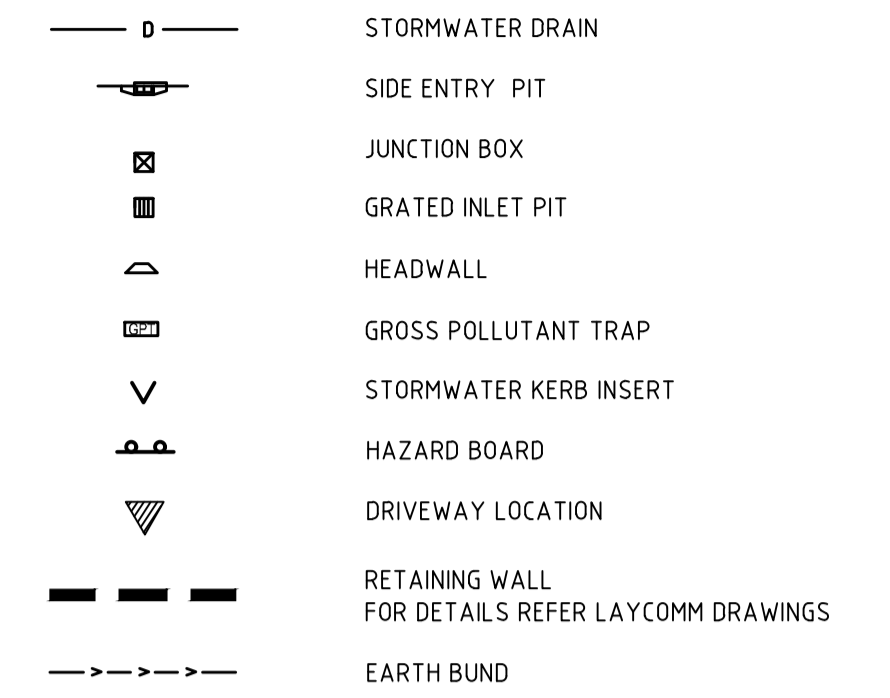 D STORMWATER DRAIN
SIDE ENTRY PIT
JUNCTION BOX
GRATED INLET PIT
HEADWALL
GPT GROSS POLLUTANT TRAP
STORMWATER KERB INSERT
HAZARD BOARD
DRIVEWAY LOCATION
RETAINING WALL
FOR DETAILS REFER LAYCOMM DRAWINGS
EARTH BUND